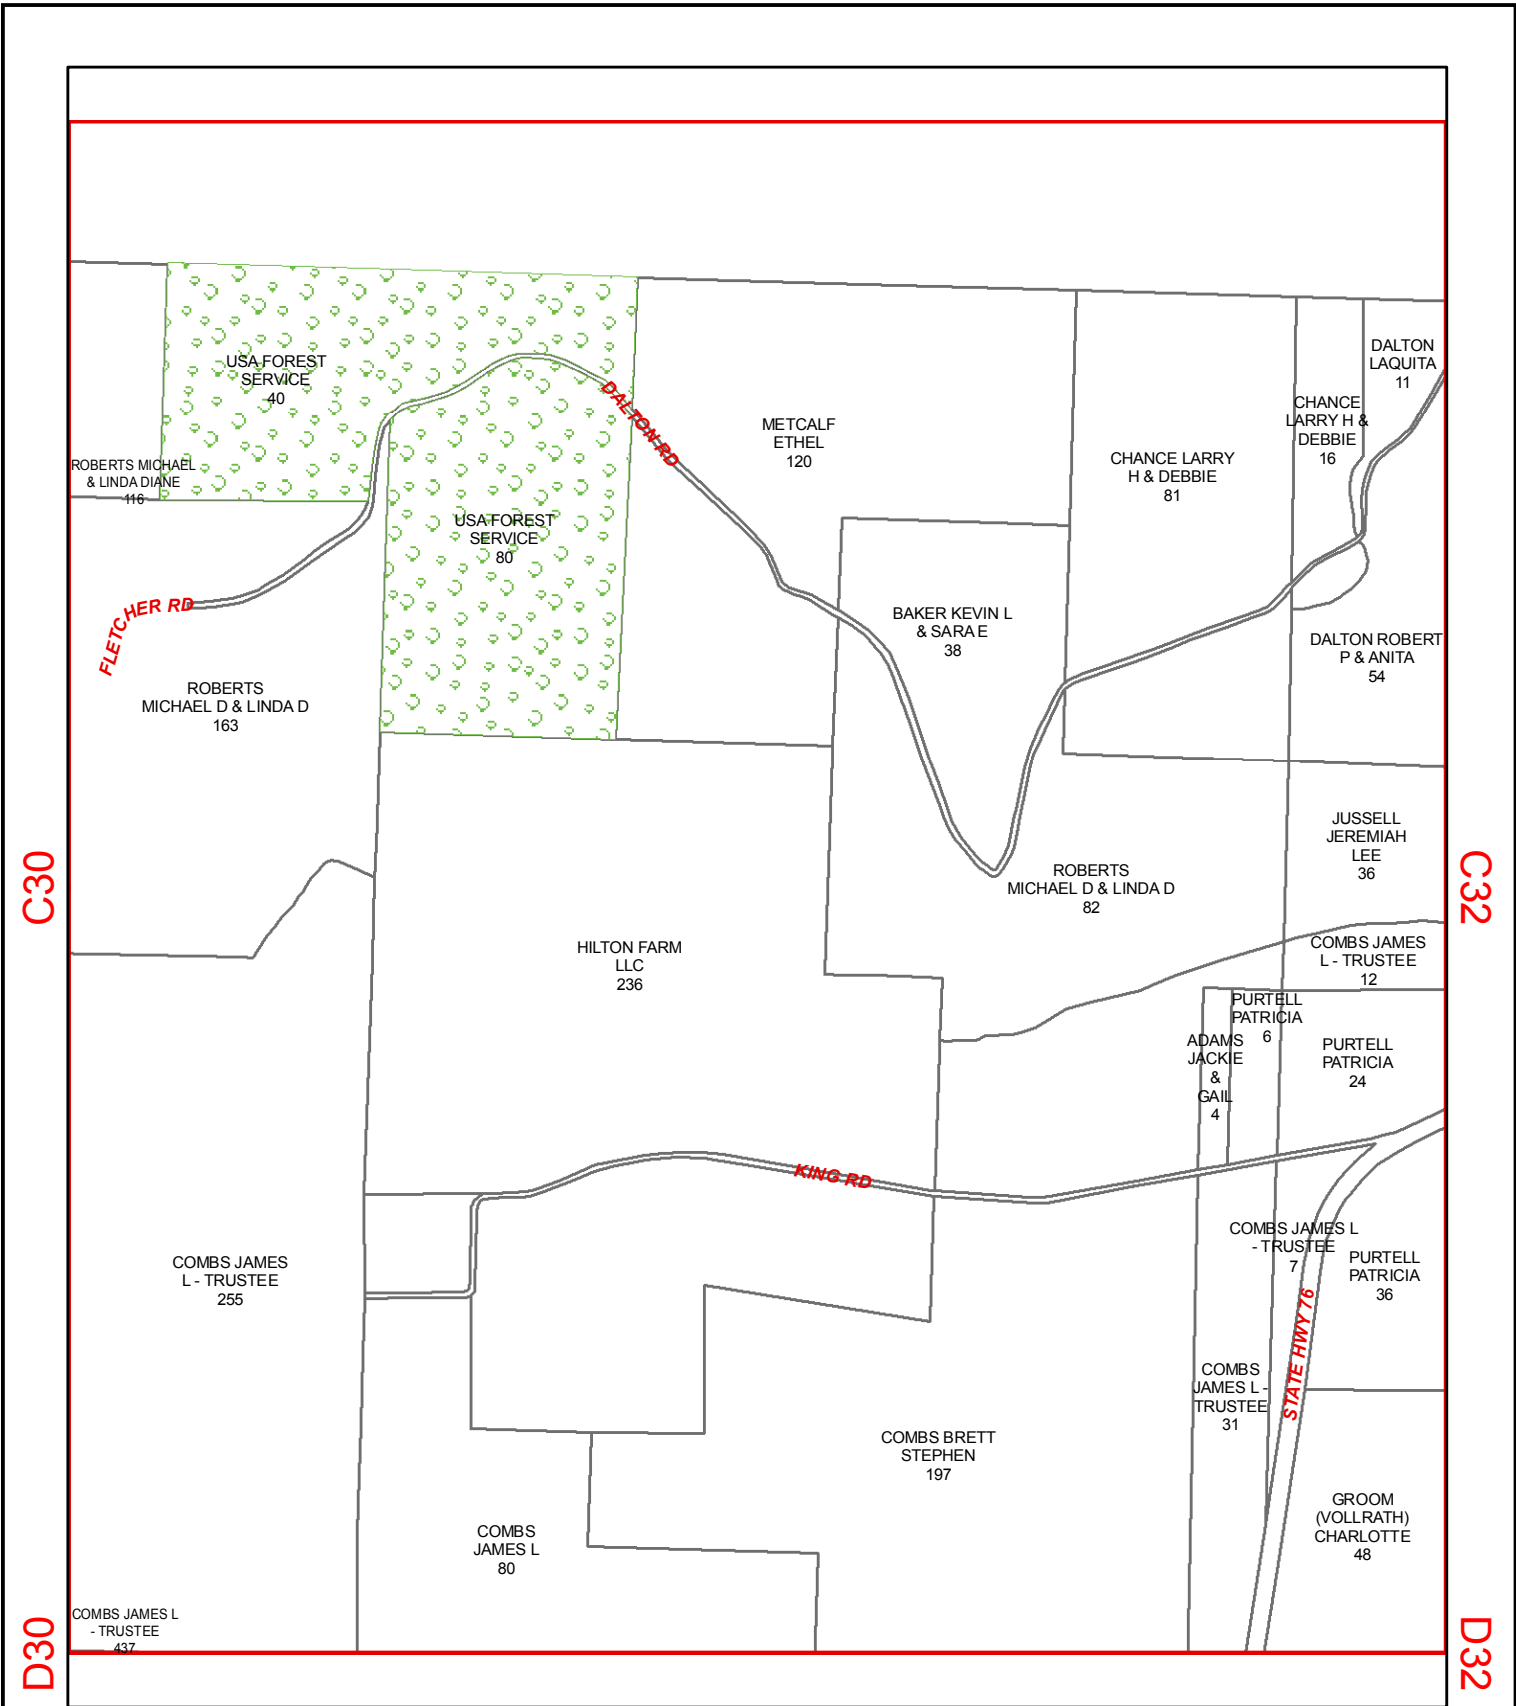 DALTON
LAQUITA
11
USA FOREST
SERVICE
40
CHANCE
LARRY H &
DEBBIE
16
DALTON RD
METCALF
ETHEL
120
CHANCE LARRY
H & DEBBIE
81
ROBERTS MICHAEL
& LINDA DIANE
116
USA FOREST
SERVICE
80
FLETCHER RD
BAKER KEVIN L
& SARA E
38
DALTON ROBERT
P & ANITA
54
ROBERTS
MICHAEL D & LINDA D
163
JUSSELL
JEREMIAH
LEE
36
C30
C32
ROBERTS
MICHAEL D & LINDA D
82
HILTON FARM
LLC
236
COMBS JAMES
L - TRUSTEE
12
PURTELL
PATRICIA
6
ADAMS
JACKIE
&
GAIL
4
PURTELL
PATRICIA
24
KING RD
COMBS JAMES L
- TRUSTEE
7
PURTELL
PATRICIA
36
COMBS JAMES
L - TRUSTEE
255
STATE HWY 76
COMBS
JAMES L -
TRUSTEE
31
COMBS BRETT
STEPHEN
197
GROOM
(VOLLRATH)
CHARLOTTE
48
COMBS
JAMES L
80
COMBS JAMES L
- TRUSTEE
437
D30
D32